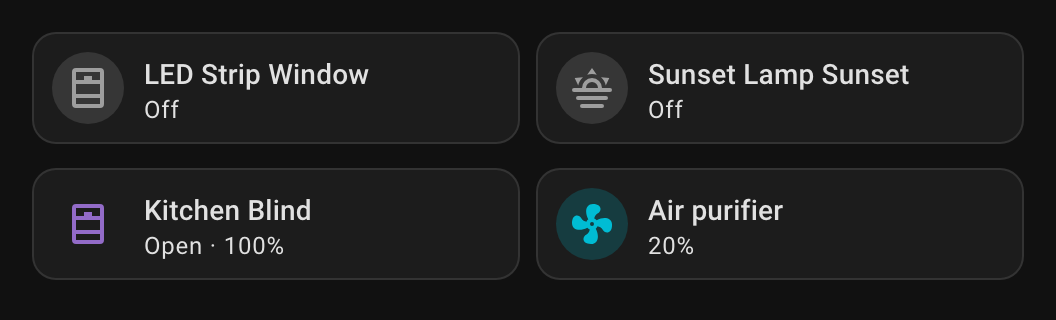 LED Strip Window
Off
Sunset Lamp Sunset
Off
Kitchen Blind
Open · 100%
Air purifier
20%